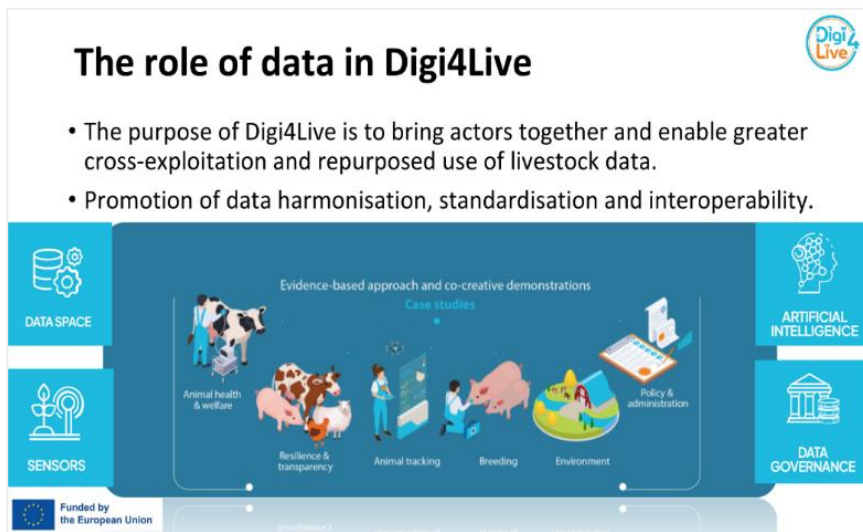 Digi4
Live
The role of data in Digi4Live
• The purpose of Digi4Live is to bring actors together and enable greater
cross-exploitation and repurposed use of livestock data.
• Promotion of data harmonisation, standardisation and interoperability.
DATA SPACE
SENSORS
Evidence-based approach and co-creative demonstrations
Case studies
Animal health
& welfare
Resilience &
transparency
Animal tracking
Breeding
Environment
Policy &
administration
ARTIFICIAL
INTELLIGENCE
DATA
GOVERNANCE
Funded by
the European Union